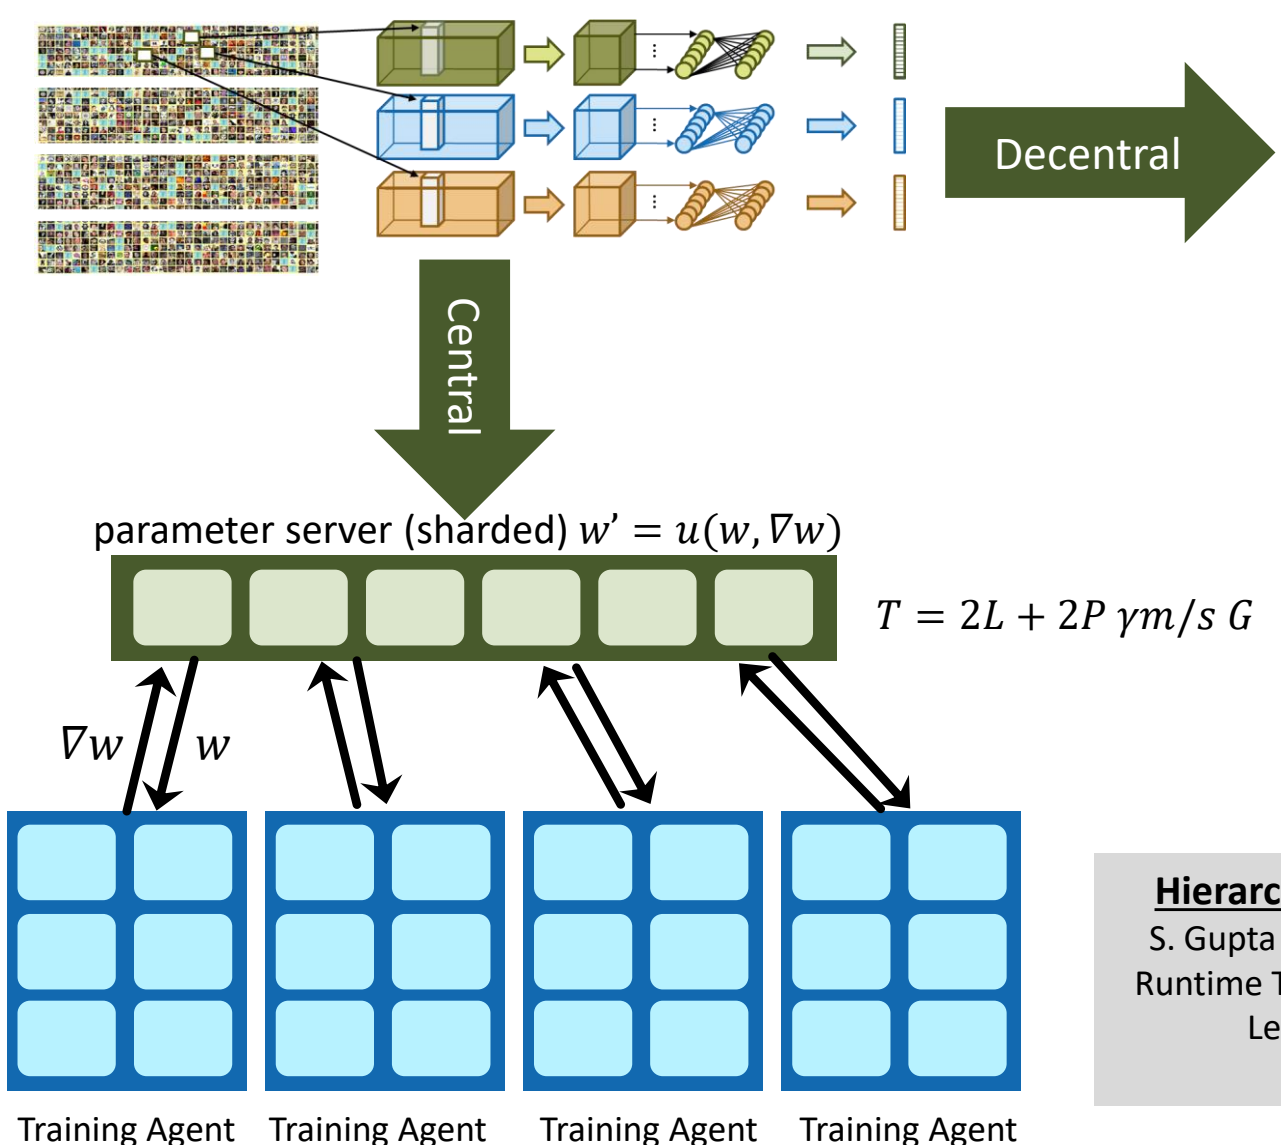 Decentral
Central
parameter server (sharded) w’ = u(w, ∇w)
T = 2L + 2P γm/s G
∇w
w
Hierarc
S. Gupta
Runtime T
Le
Training Agent
Training Agent
Training Agent
Training Agent